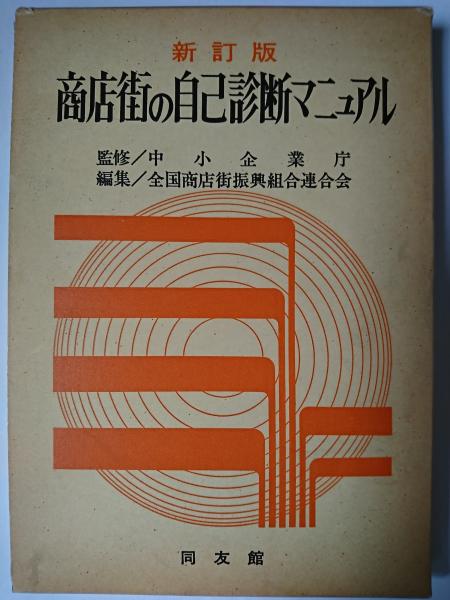 新訂版
商店街の自己診断マニュアル
監修/中小企業庁
編集/全国商店街振興組合連合会
同友館